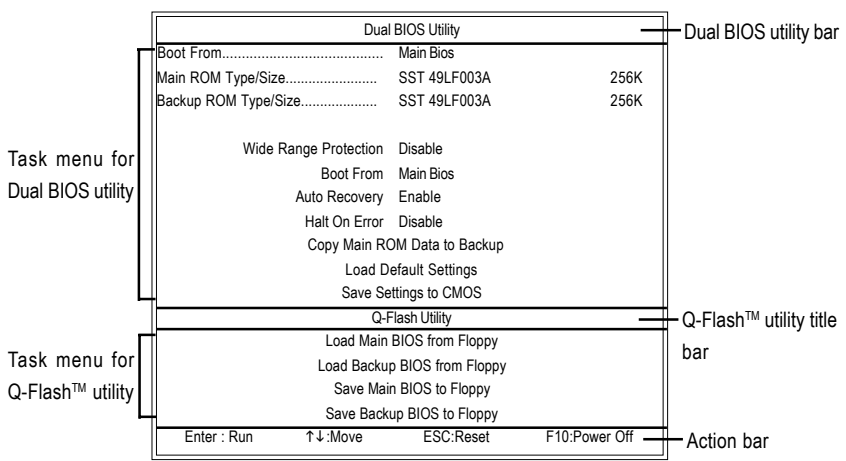 Dual BIOS Utility
Dual BIOS utility bar
Boot From........................................ Main Bios
Main ROM Type/Size....................... SST 49LF003A 256K
Backup ROM Type/Size................... SST 49LF003A 256K
Wide Range Protection Disable
Boot From Main Bios
Auto Recovery Enable
Halt On Error Disable
Copy Main ROM Data to Backup
Load Default Settings
Save Settings to CMOS
Task menu for
Dual BIOS utility
Q-Flash Utility
Q-Flash™ utility title
bar
Load Main BIOS from Floppy
Load Backup BIOS from Floppy
Save Main BIOS to Floppy
Save Backup BIOS to Floppy
Task menu for
Q-Flash™ utility
Enter : Run ↑↓:Move ESC:Reset F10:Power Off
Action bar